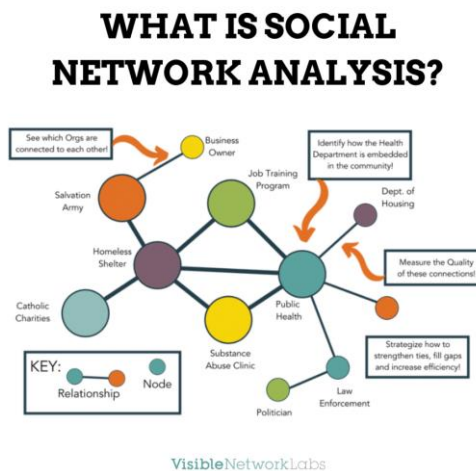 WHAT IS SOCIAL
NETWORK ANALYSIS?
See which Orgs are
connected to each other!
Business
Owner
Identify how the Health
Department is embedded
in the community!
Job Training
Program
Dept. of
Housing
Salvation
Army
Homeless
Shelter
Measure the Quality
of these connections!
Catholic
Charities
Public
Health
Substance
Abuse Clinic
Strategize how to
strengthen ties, fill gaps
and increase efficiency!
KEY:
Node
Relationship
Law
Enforcement
Politician
VisibleNetworkLabs